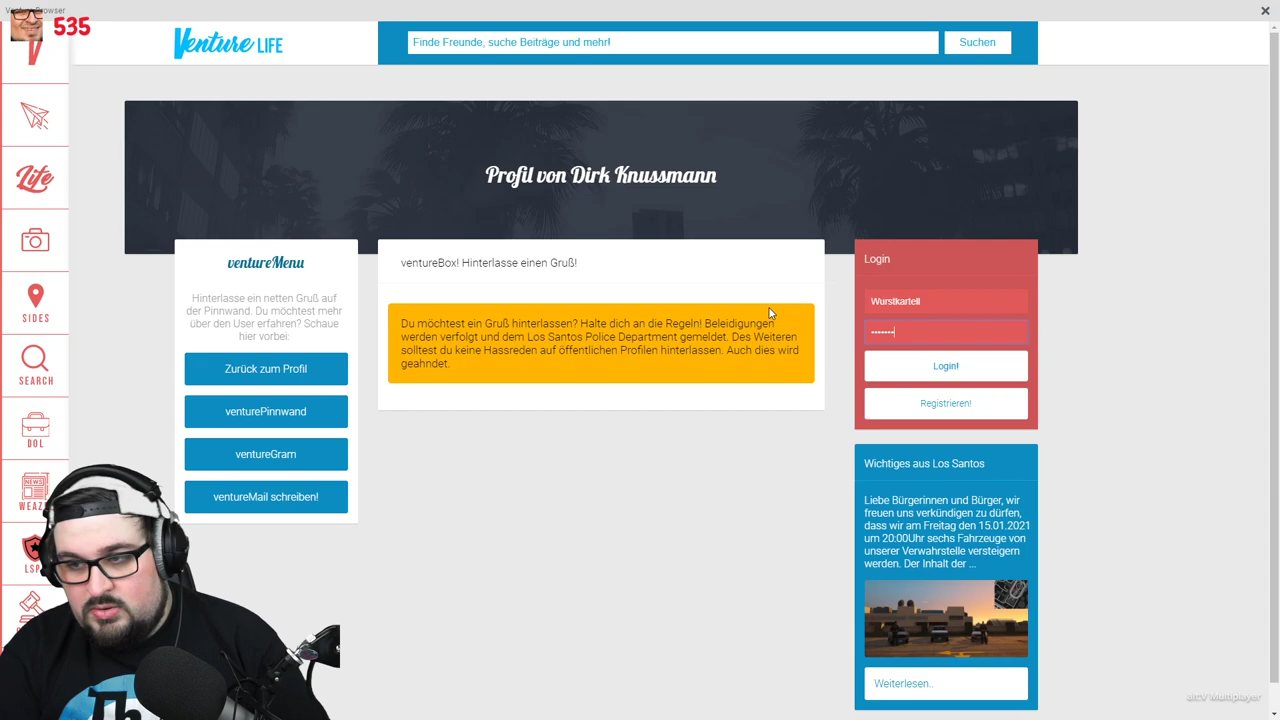 535
Venture LIFE
Finde Freunde, suche Beiträge und mehr!
Suchen
Life
SIDES
SEARCH
DOL
NEWS
Profil von Dirk Knussmann
ventureMenu
Hinterlasse ein netten Gruß auf
der Pinnwand. Du möchtest mehr
über den User erfahren? Schaue
hier vorbei:
Zurück zum Profil
venturePinnwand
ventureGram
ventureMail schreiben!
ventureBox! Hinterlasse einen Gruß!
Du möchtest ein Gruß hinterlassen? Halte dich an die Regeln! Beleidigungen
werden verfolgt und dem Los Santos Police Department gemeldet. Des Weiteren
solltest du keine Hassreden auf öffentlichen Profilen hinterlassen. Auch dies wird
geahndet.
Login
Wurstkartell
Login!
Registrieren!
Wichtiges aus Los Santos
Liebe Bürgerinnen und Bürger, wir
freuen uns verkündigen zu dürfen,
dass wir am Freitag den 15.01.2021
um 20:00Uhr sechs Fahrzeuge von
unserer Verwahrstelle versteigern
werden. Der Inhalt der ...
Weiterlesen..
alt:V Multiplayer